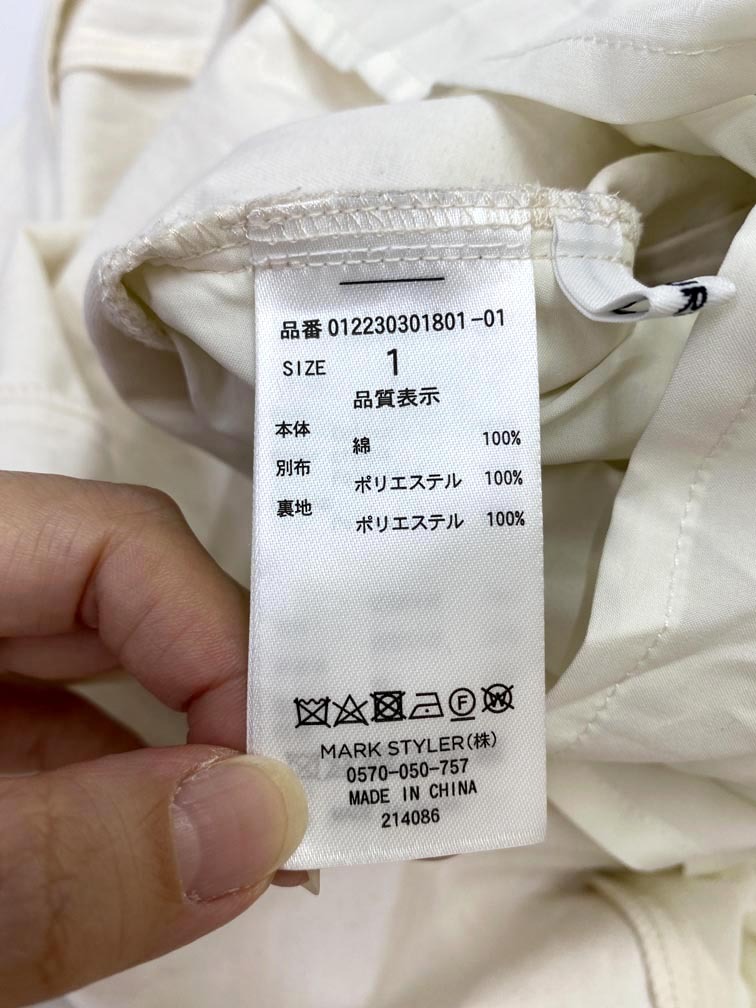 品番 012230301801-01
SIZE 1
品質表示
本体 綿 100%
別布 ポリエステル 100%
裏地 ポリエステル 100%
MARK STYLER(株)
0570-050-757
MADE IN CHINA
214086